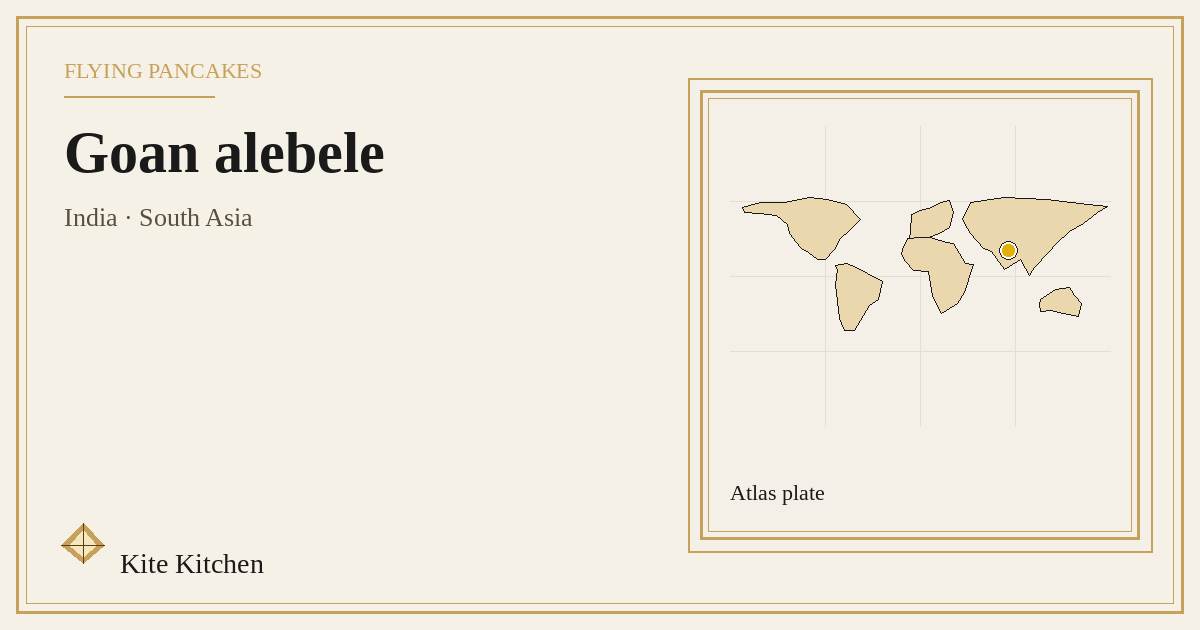 FLYING PANCAKES
Goan alebele
India · South Asia
Atlas plate
Kite Kitchen